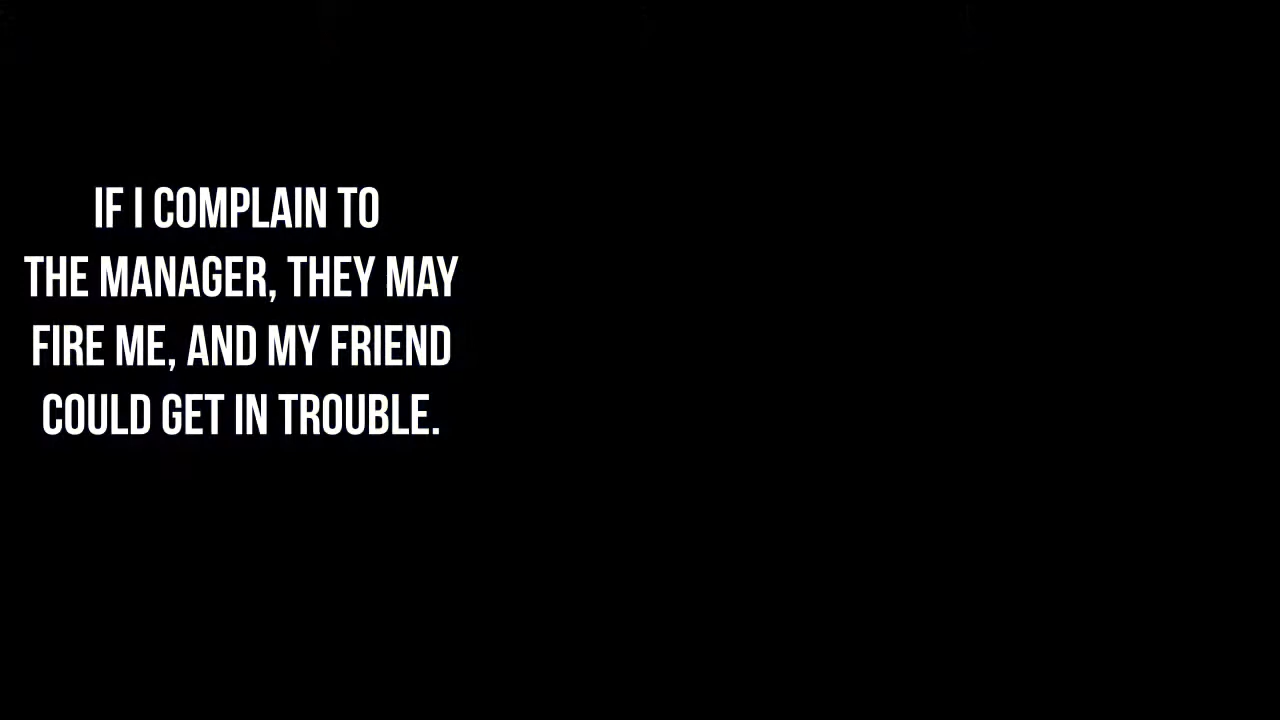 IF I COMPLAIN TO
THE MANAGER, THEY MAY
FIRE ME, AND MY FRIEND
COULD GET IN TROUBLE.